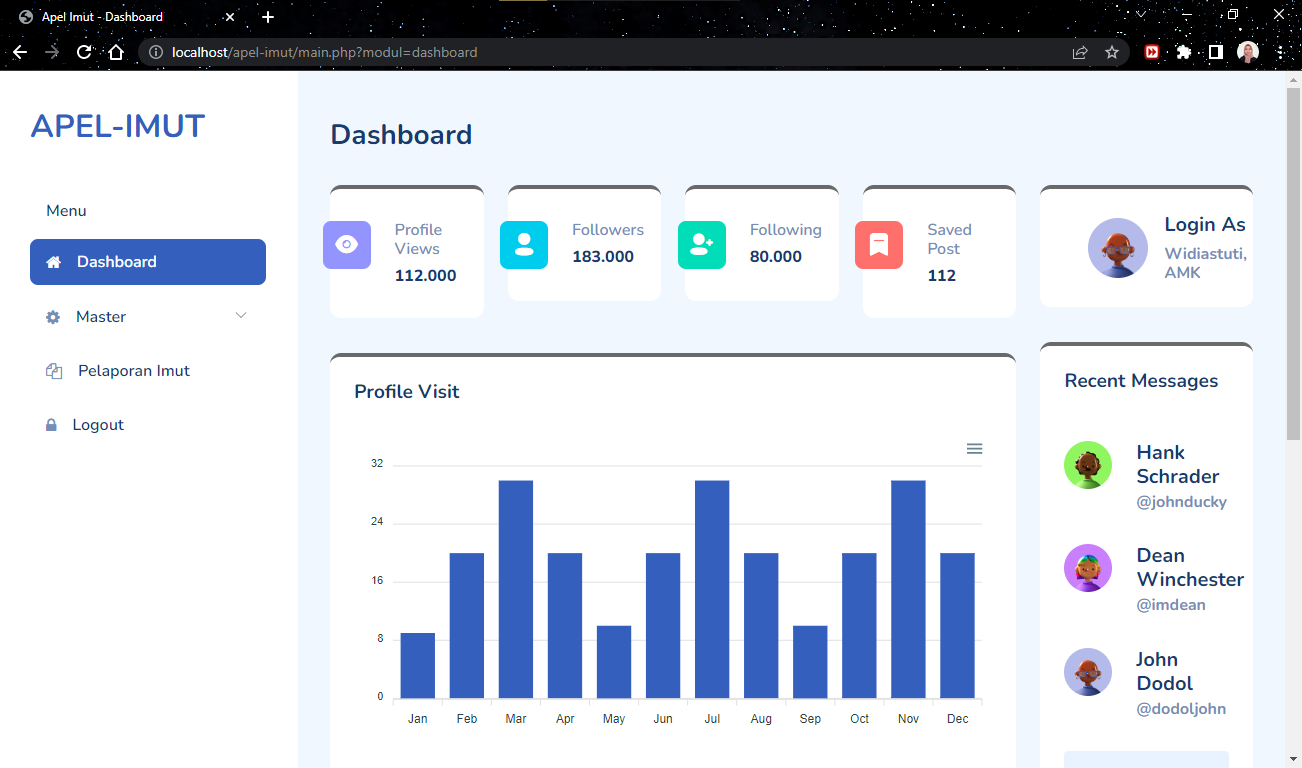 Apel Imut - Dashboard
localhost/apel-imut/main.php?modul=dashboard
APEL-IMUT
Menu
Dashboard
Master
Pelaporan Imut
Logout
Dashboard
Profile
Views
112.000
Followers
183.000
Following
80.000
Saved
Post
112
Login As
Widiastuti,
AMK
Profile Visit
32
24
16
8
0
Jan Feb Mar Apr May Jun Jul Aug Sep Oct Nov Dec
Recent Messages
Hank
Schrader
@johnducky
Dean
Winchester
@imdean
John
Dodol
@dodoljohn